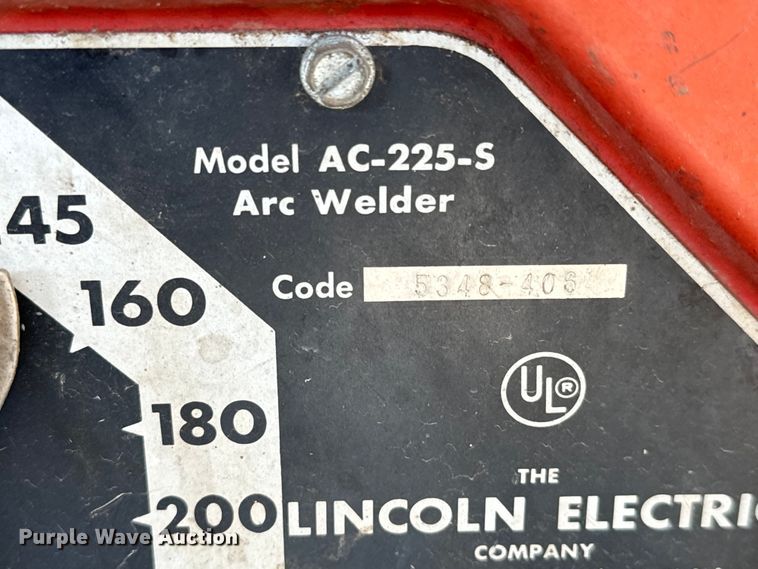 Model AC-225-S
Arc Welder
45
Code 5348-406
160
UL®
180
THE
200 LINCOLN ELECTRI
COMPANY
Purple Wave Auction